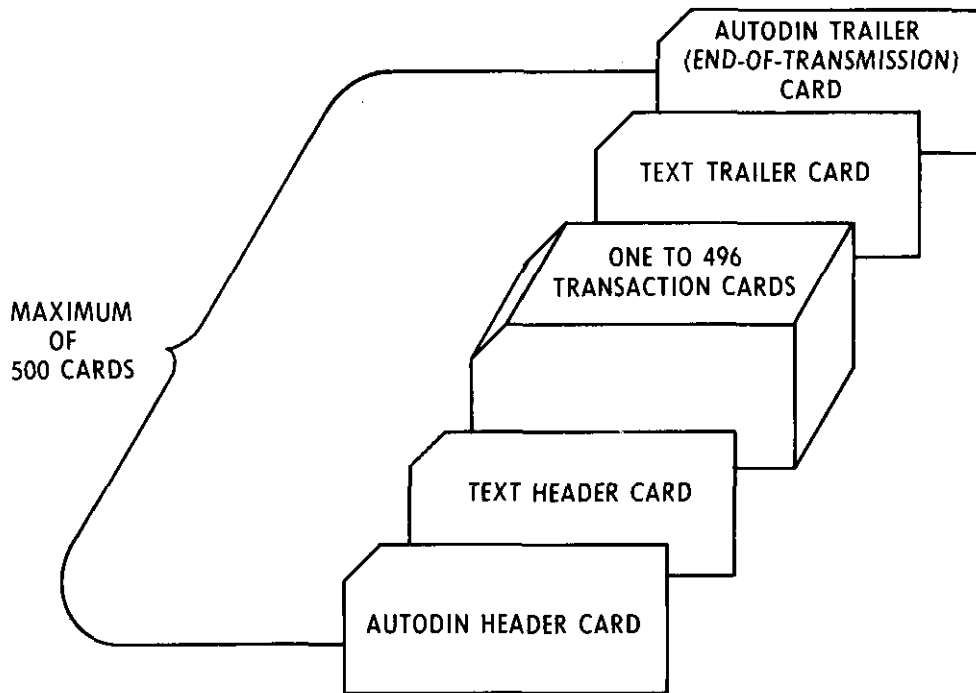 AUTODIN TRAILER
(END-OF-TRANSMISSION)
CARD
TEXT TRAILER CARD
ONE TO 496
TRANSACTION CARDS
MAXIMUM
OF
500 CARDS
TEXT HEADER CARD
AUTODIN HEADER CARD